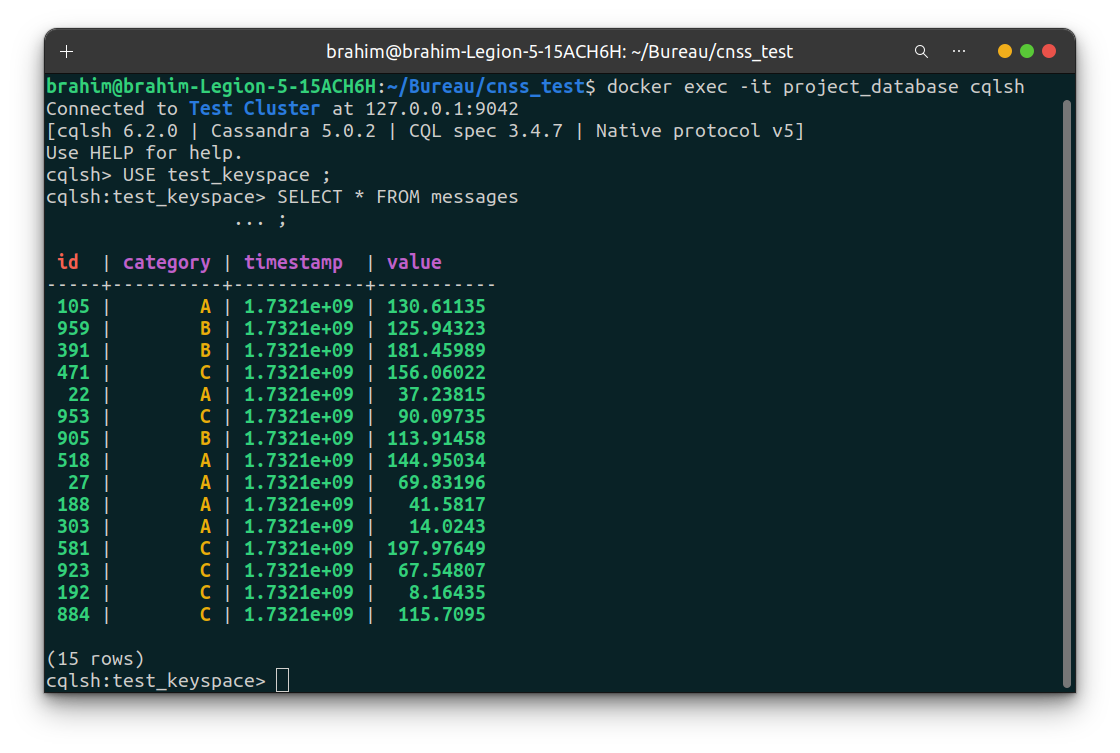 brahim@brahim-Legion-5-15ACH6H: ~/Bureau/cnss_test
brahim@brahim-Legion-5-15ACH6H:~/Bureau/cnss_test$ docker exec -it project_database cqlsh
Connected to Test Cluster at 127.0.0.1:9042
[cqlsh 6.2.0 | Cassandra 5.0.2 | CQL spec 3.4.7 | Native protocol v5]
Use HELP for help.
cqlsh> USE test_keyspace ;
cqlsh:test_keyspace> SELECT * FROM messages
                 ... ;

 id  | category | timestamp  | value
-----+----------+------------+-----------
 105 |        A | 1.7321e+09 | 130.61135
 959 |        B | 1.7321e+09 | 125.94323
 391 |        B | 1.7321e+09 | 181.45989
 471 |        C | 1.7321e+09 | 156.06022
  22 |        A | 1.7321e+09 |  37.23815
 953 |        C | 1.7321e+09 |  90.09735
 905 |        B | 1.7321e+09 | 113.91458
 518 |        A | 1.7321e+09 | 144.95034
  27 |        A | 1.7321e+09 |  69.83196
 188 |        A | 1.7321e+09 |   41.5817
 303 |        A | 1.7321e+09 |   14.0243
 581 |        C | 1.7321e+09 | 197.97649
 923 |        C | 1.7321e+09 |  67.54807
 192 |        C | 1.7321e+09 |   8.16435
 884 |        C | 1.7321e+09 |  115.7095

(15 rows)
cqlsh:test_keyspace>